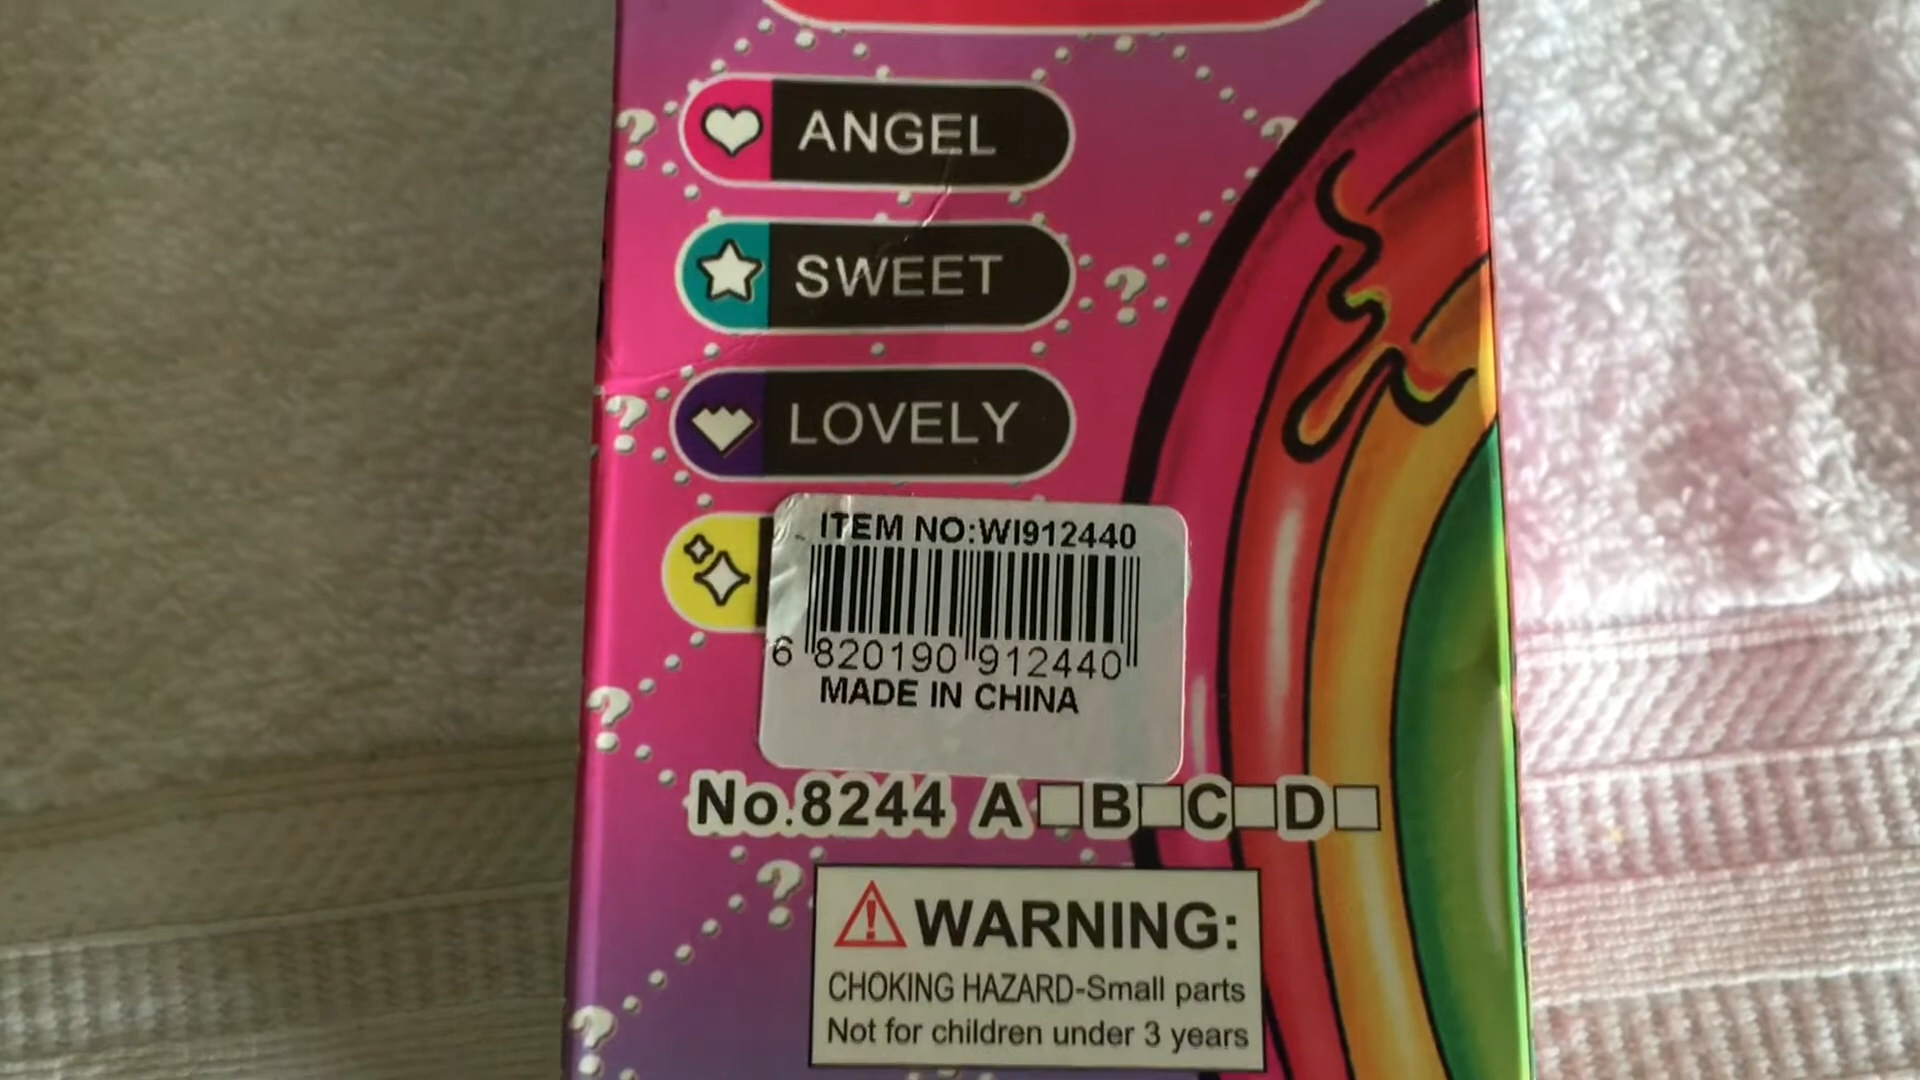 ANGEL
SWEET
LOVELY
ITEM NO:WI912440
6 820190 912440
MADE IN CHINA
No.8244 A□B□C□D□
WARNING:
CHOKING HAZARD-Small parts
Not for children under 3 years